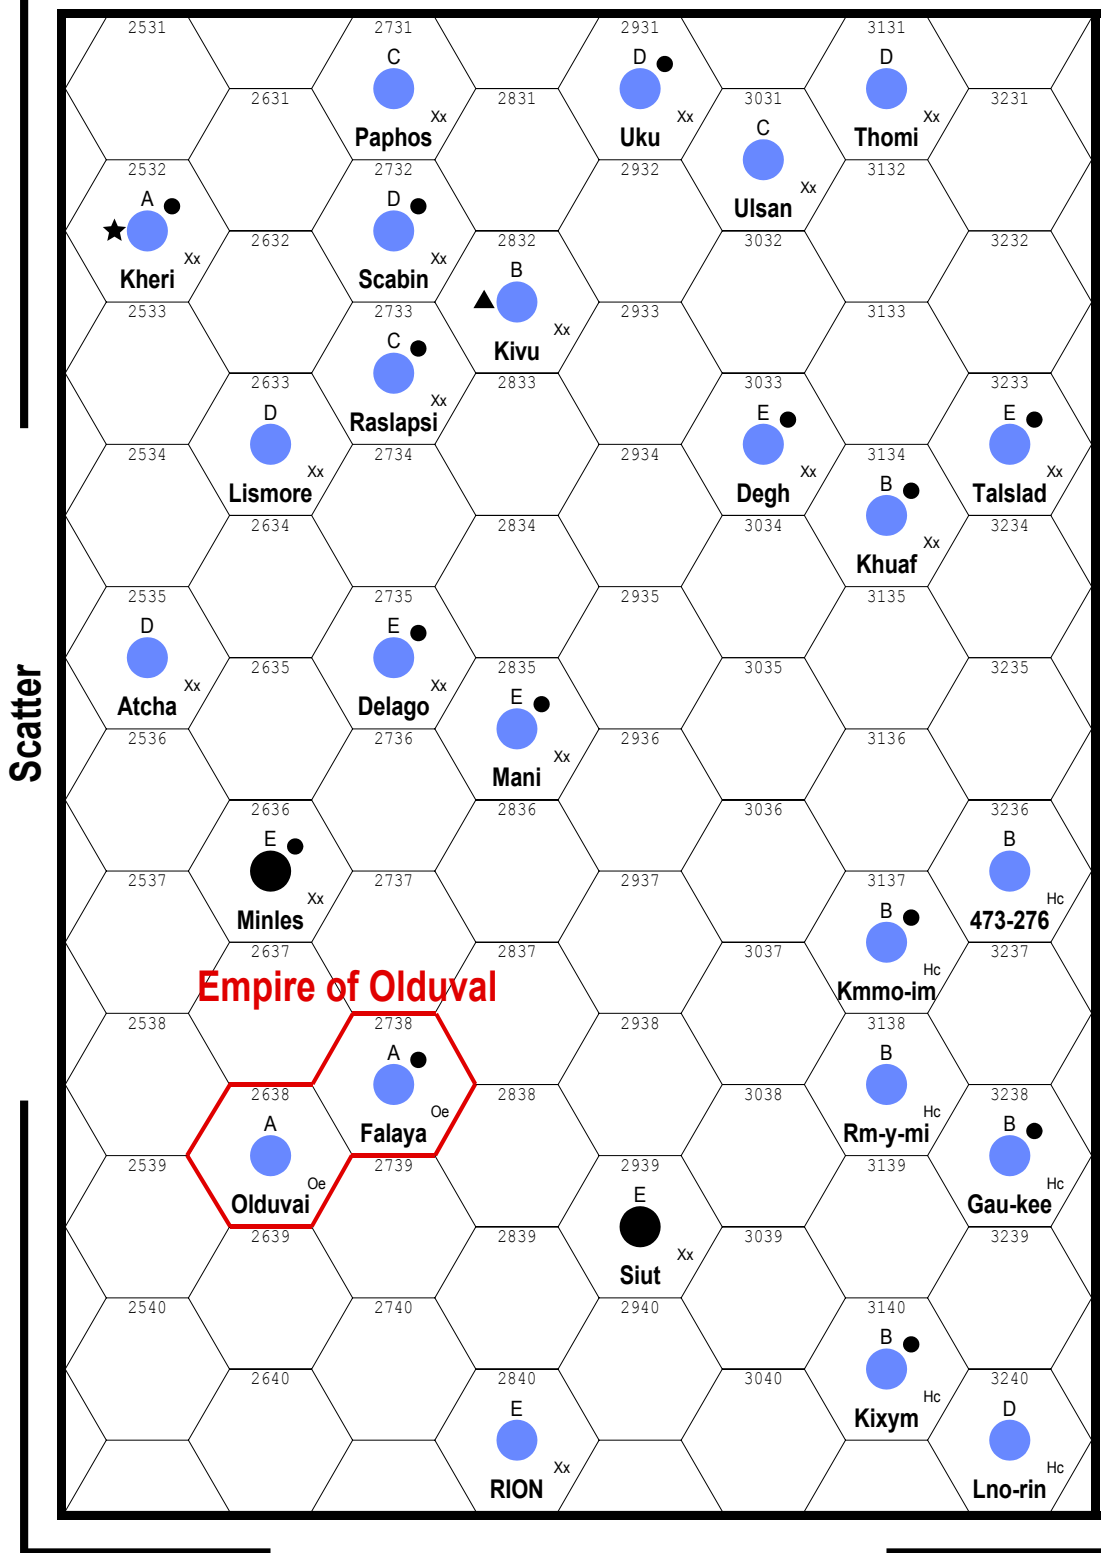 2531
2731
2931
3131
C
D
D
2631
2831
3031
3231
Xx
Xx
Xx
Paphos
Uku
C
Thomi
2532
2732
2932
3132
A
D
Xx
Ulsan
2632
2832
3032
3232
Xx
Xx
Kheri
Scabin
B
2533
2733
2933
3133
C
Xx
Kivu
2633
2833
3033
3233
D
Xx
E
E
Raslapsi
2534
2734
2934
3134
Xx
Xx
Xx
Lismore
Degh
B
Talslad
2634
2834
3034
3234
Xx
Khuaf
2535
2735
2935
3135
D
E
2635
2835
3035
3235
Xx
Xx
E
Atcha
Delago
Scatter
2536
2736
2936
3136
Xx
Mani
2636
2836
3036
3236
E
B
2537
2737
2937
3137
Xx
B
Hc
Minles
473-276
2637
2837
3037
3237
Hc
Empire of Olduval
Kmmo-im
2538
2738
2938
3138
A
B
2638
2838
3038
3238
Oe
Hc
A
Falaya
Rm-y-mi
B
2539
2739
2939
3139
Oe
E
Hc
Olduvai
Gau-kee
2639
2839
3039
3239
Xx
Siut
2540
2740
2940
3140
B
2640
2840
3040
3240
Hc
E
Kixym
D
Xx
Hc
RION
Lno-rin